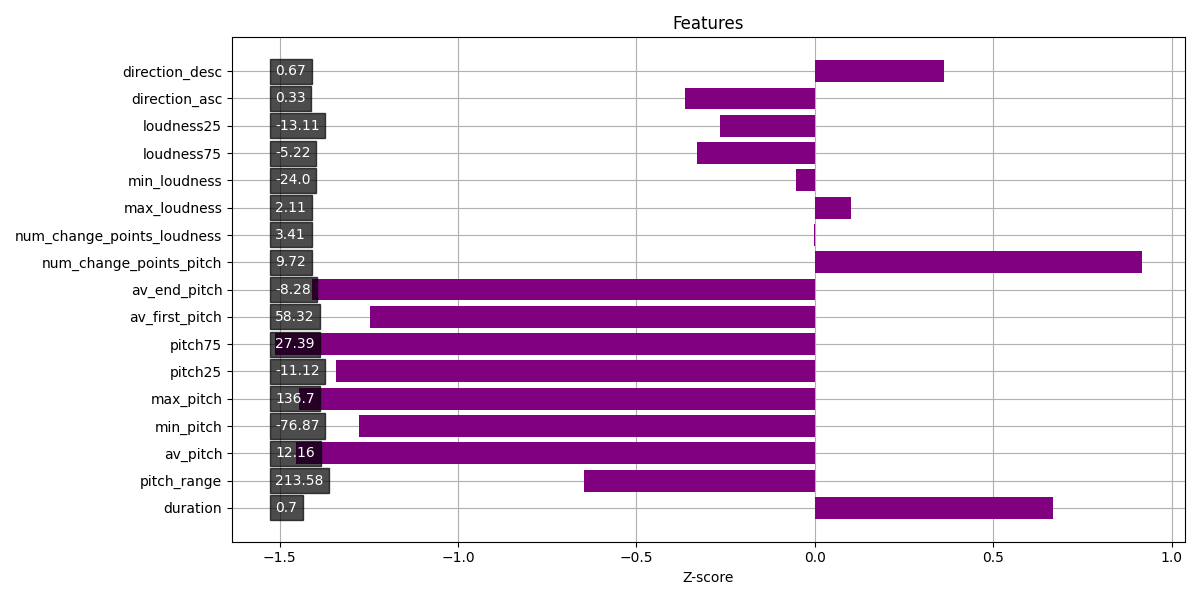 Features
direction_desc 0.67
direction_asc 0.33
loudness25 -13.11
loudness75 -5.22
min_loudness -24.0
max_loudness 2.11
num_change_points_loudness 3.41
num_change_points_pitch 9.72
av_end_pitch -8.28
av_first_pitch 58.32
pitch75 27.39
pitch25 -11.12
max_pitch 136.7
min_pitch -76.87
av_pitch 12.16
pitch_range 213.58
duration 0.7
−1.5 −1.0 −0.5 0.0 0.5 1.0
Z-score